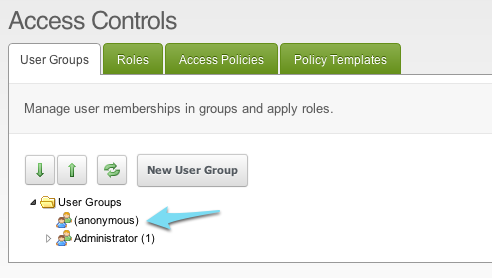 Access Controls
User Groups
Roles
Access Policies
Policy Templates
Manage user memberships in groups and apply roles.
New User Group
User Groups
(anonymous)
Administrator (1)